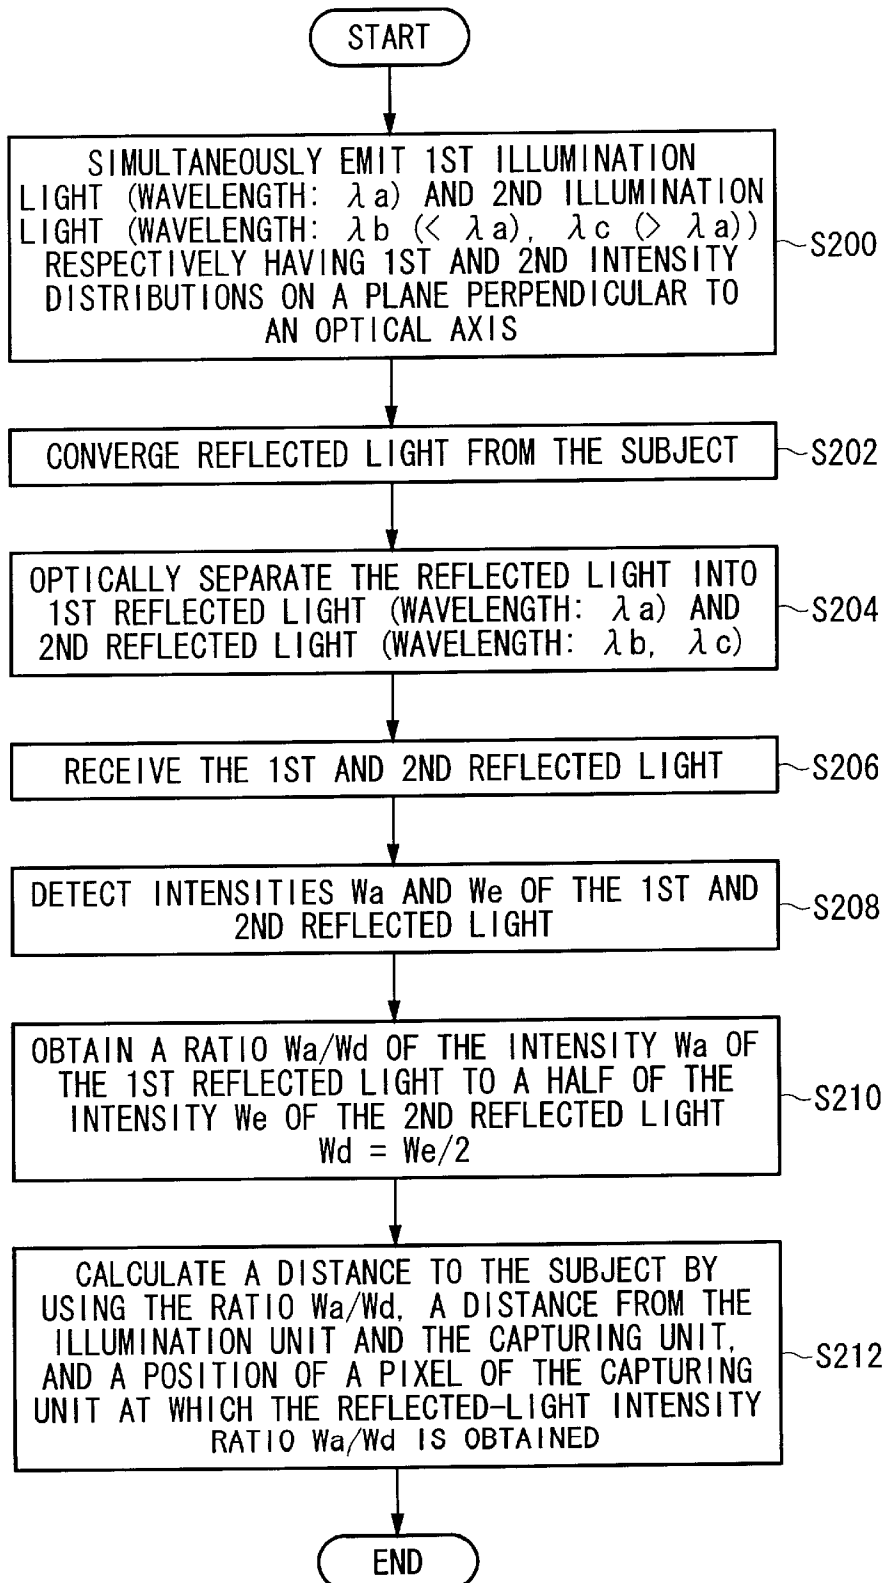 START
SIMULTANEOUSLY EMIT 1ST ILLUMINATION
LIGHT (WAVELENGTH: λa) AND 2ND ILLUMINATION
LIGHT (WAVELENGTH: λb (< λa), λc (> λa))
RESPECTIVELY HAVING 1ST AND 2ND INTENSITY
DISTRIBUTIONS ON A PLANE PERPENDICULAR TO
AN OPTICAL AXIS
S200
CONVERGE REFLECTED LIGHT FROM THE SUBJECT
S202
OPTICALLY SEPARATE THE REFLECTED LIGHT INTO
1ST REFLECTED LIGHT (WAVELENGTH: λa) AND
2ND REFLECTED LIGHT (WAVELENGTH: λb, λc)
S204
RECEIVE THE 1ST AND 2ND REFLECTED LIGHT
S206
DETECT INTENSITIES Wa AND We OF THE 1ST AND
2ND REFLECTED LIGHT
S208
OBTAIN A RATIO Wa/Wd OF THE INTENSITY Wa OF
THE 1ST REFLECTED LIGHT TO A HALF OF THE
INTENSITY We OF THE 2ND REFLECTED LIGHT
Wd = We/2
S210
CALCULATE A DISTANCE TO THE SUBJECT BY
USING THE RATIO Wa/Wd, A DISTANCE FROM THE
ILLUMINATION UNIT AND THE CAPTURING UNIT,
AND A POSITION OF A PIXEL OF THE CAPTURING
UNIT AT WHICH THE REFLECTED-LIGHT INTENSITY
RATIO Wa/Wd IS OBTAINED
S212
END